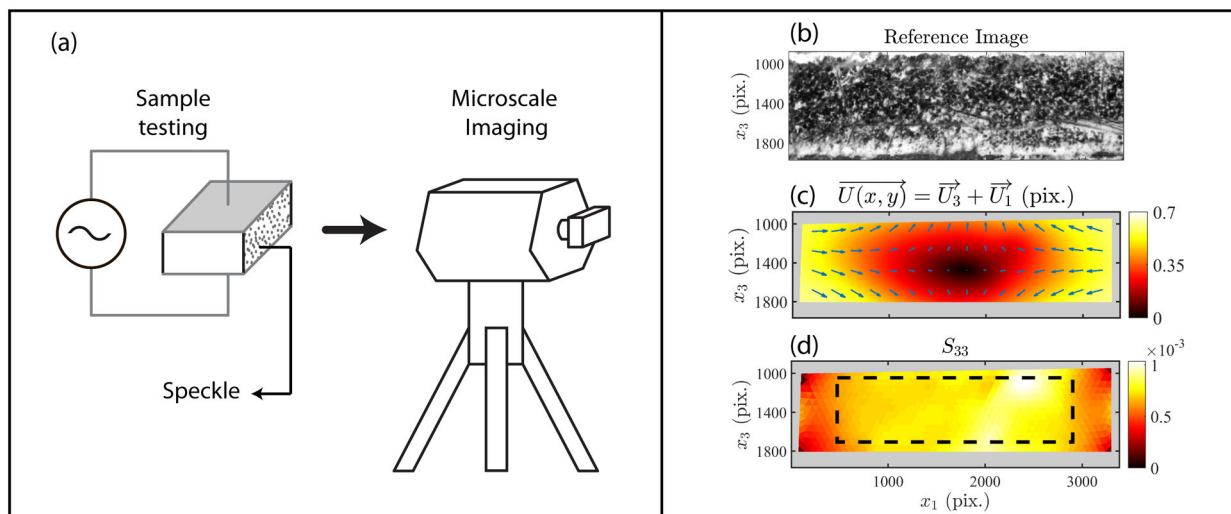 (a)
Sample
testing
Microscale
Imaging
Speckle
(b)
Reference Image
1000
1400
1800
x₃ (pix.)
(c)
U(x, y) = U₃ + U₁ (pix.)
1000
1400
1800
x₃ (pix.)
0.7
0.35
0
(d)
S₃₃
×10⁻³
1000
1400
1800
x₃ (pix.)
1
0.5
0
1000 2000 3000
x₁ (pix.)